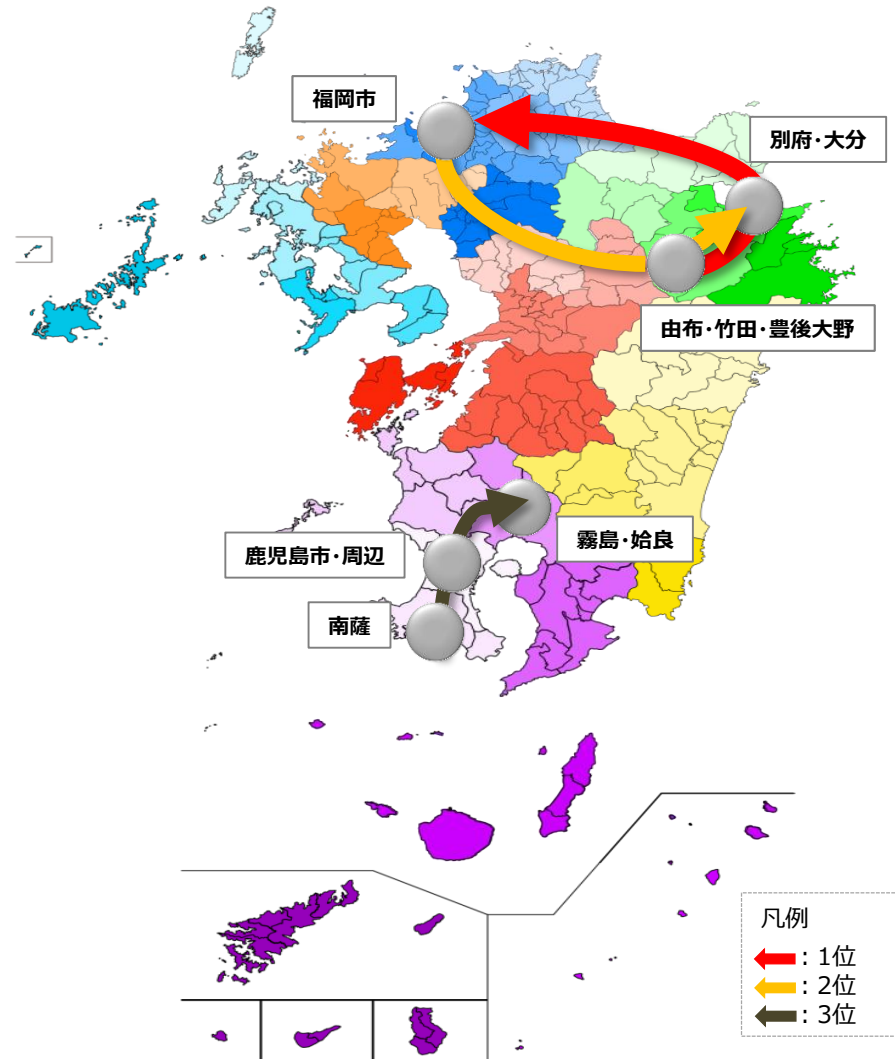 福岡市
別府・大分
由布・竹田・豊後大野
鹿児島市・周辺
霧島・姶良
南薩
凡例
：1位
：2位
：3位